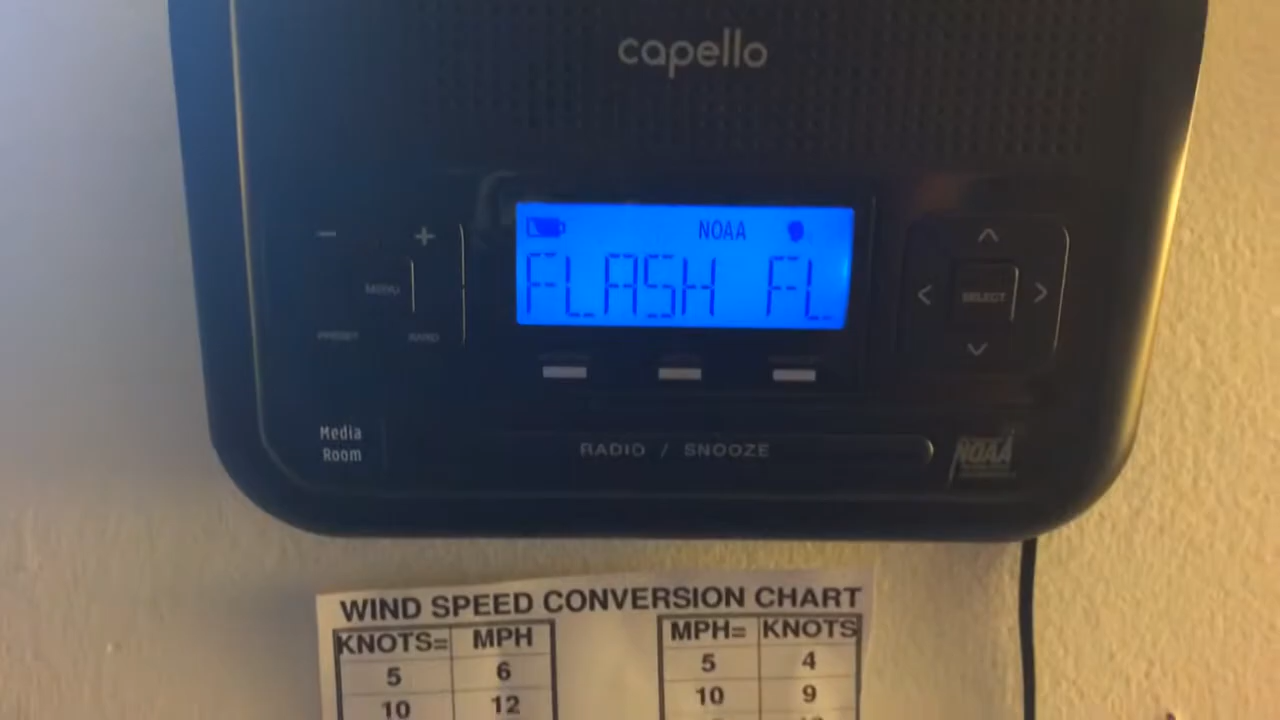 capello
NOAA
FLASH FL
− +
MENU
PRESET BAND
SELECT
Media
Room
RADIO / SNOOZE
NOAA
WIND SPEED CONVERSION CHART
KNOTS= MPH
5 6
10 12
MPH= KNOTS
5 4
10 9